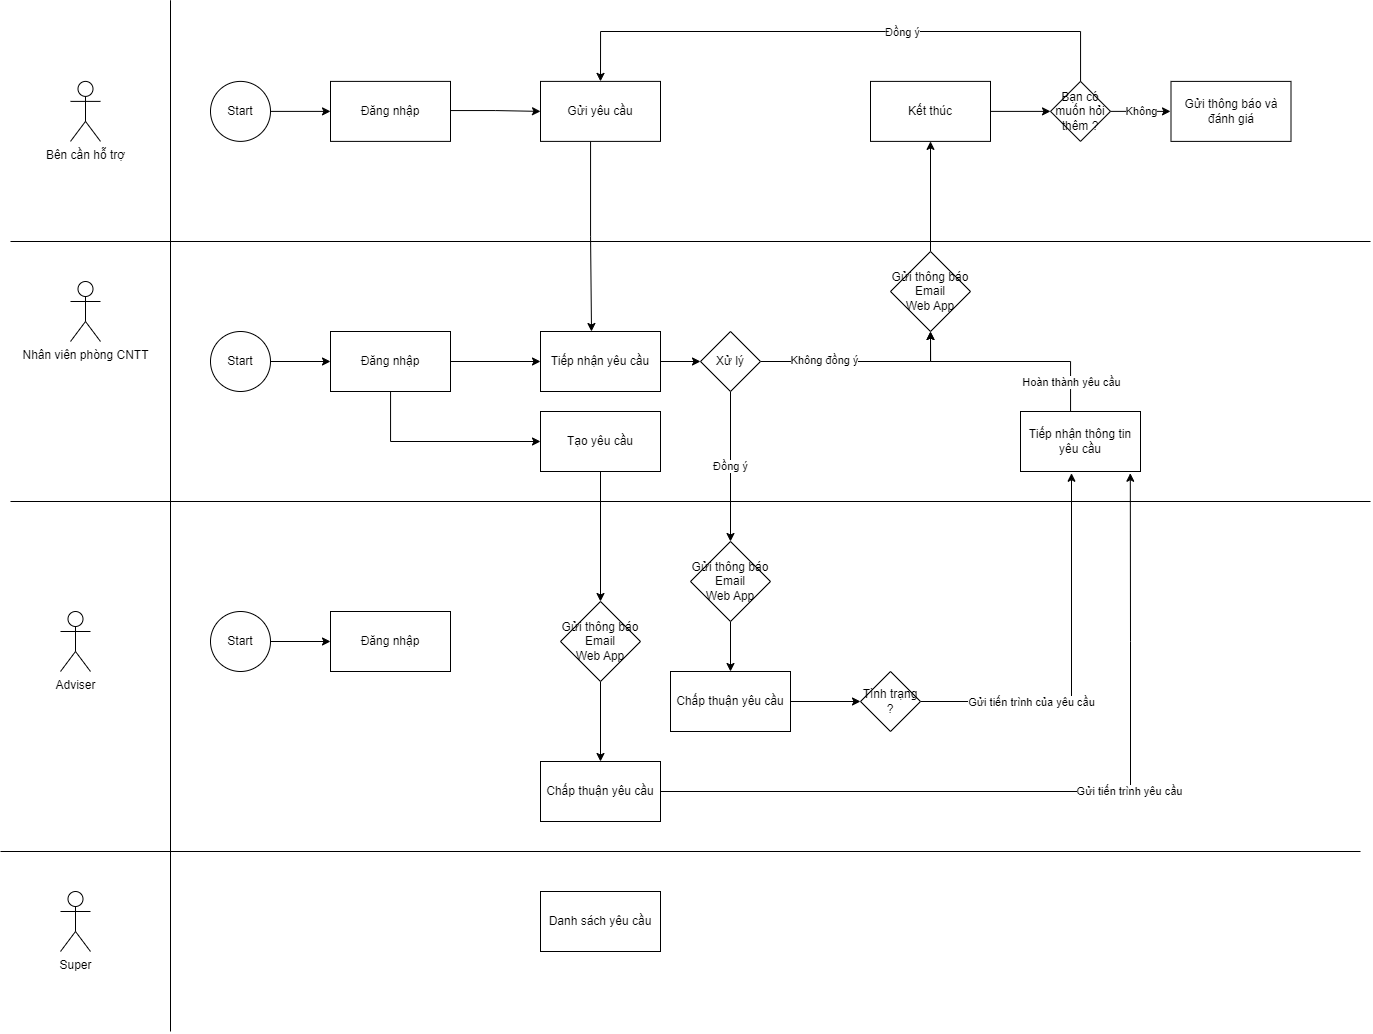 Đồng ý
Start
Đăng nhập
Gửi yêu cầu
Kết thúc
Bạn có
muốn hỏi
thêm ?
Không
Gửi thông báo và
đánh giá
Bên cần hỗ trợ
Gửi thông báo
Email
Web App
Nhân viên phòng CNTT
Start
Đăng nhập
Tiếp nhận yêu cầu
Xử lý
Không đồng ý
Hoàn thành yêu cầu
Tạo yêu cầu
Tiếp nhận thông tin
yêu cầu
Đồng ý
Gửi thông báo
Email
Web App
Start
Đăng nhập
Gửi thông báo
Email
Web App
Adviser
Chấp thuận yêu cầu
Tình trạng
?
Gửi tiến trình của yêu cầu
Chấp thuận yêu cầu
Gửi tiến trình yêu cầu
Danh sách yêu cầu
Super